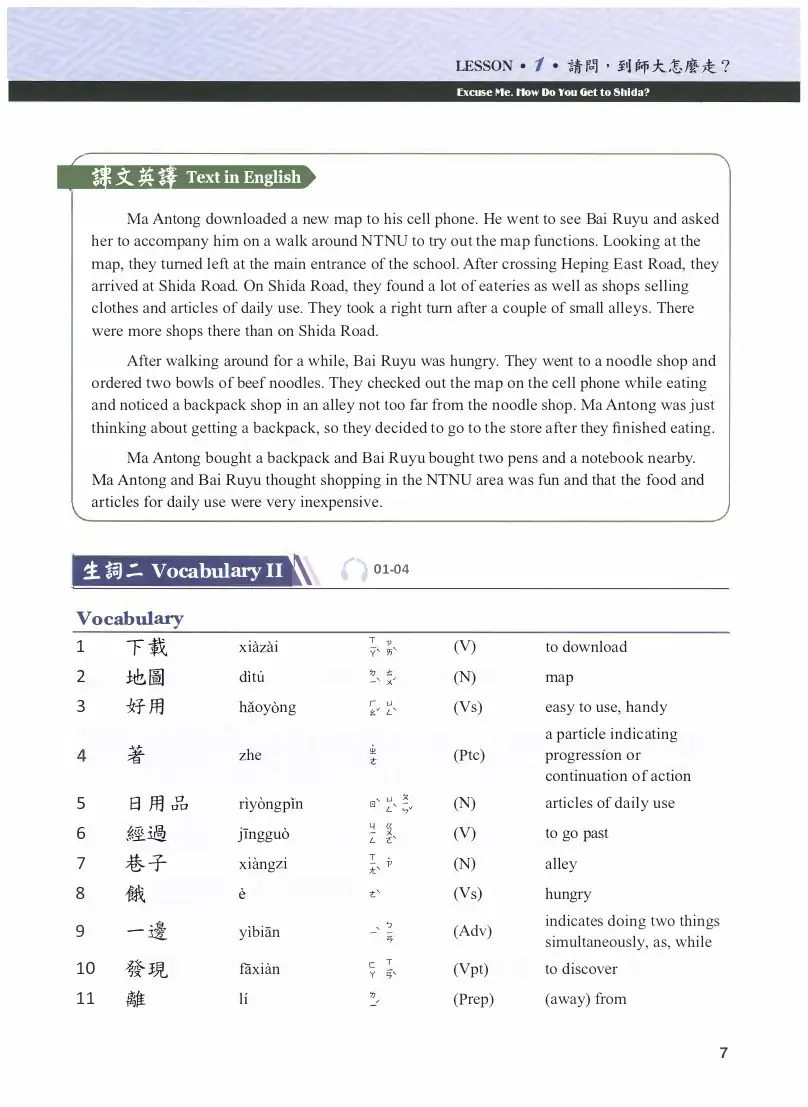 LESSON • 1 • 請問,到師大怎麼走?
Excuse Me. How Do You Get to Shida?
課文英譯 Text in English
Ma Antong downloaded a new map to his cell phone. He went to see Bai Ruyu and asked
her to accompany him on a walk around NTNU to try out the map functions. Looking at the
map, they turned left at the main entrance of the school. After crossing Heping East Road, they
arrived at Shida Road. On Shida Road, they found a lot of eateries as well as shops selling
clothes and articles of daily use. They took a right turn after a couple of small alleys. There
were more shops there than on Shida Road.
After walking around for a while, Bai Ruyu was hungry. They went to a noodle shop and
ordered two bowls of beef noodles. They checked out the map on the cell phone while eating
and noticed a backpack shop in an alley not too far from the noodle shop. Ma Antong was just
thinking about getting a backpack, so they decided to go to the store after they finished eating.
Ma Antong bought a backpack and Bai Ruyu bought two pens and a notebook nearby.
Ma Antong and Bai Ruyu thought shopping in the NTNU area was fun and that the food and
articles for daily use were very inexpensive.
生詞二 Vocabulary II 01-04
Vocabulary
1 下載 xiàzài ㄒㄧㄚˋ ㄗㄞˋ (V) to download
2 地圖 dìtú ㄉㄧˋ ㄊㄨˊ (N) map
3 好用 hǎoyòng ㄏㄠˇ ㄩㄥˋ (Vs) easy to use, handy
4 著 zhe ˙ㄓㄜ (Ptc) a particle indicating
progression or
continuation of action
5 日用品 rìyòngpǐn ㄖˋ ㄩㄥˋ ㄆㄧㄣˇ (N) articles of daily use
6 經過 jīngguò ㄐㄧㄥ ㄍㄨㄛˋ (V) to go past
7 巷子 xiàngzi ㄒㄧㄤˋ ˙ㄗ (N) alley
8 餓 è ㄜˋ (Vs) hungry
9 一邊 yìbiān ㄧˋ ㄅㄧㄢ (Adv) indicates doing two things
simultaneously, as, while
10 發現 fāxiàn ㄈㄚ ㄒㄧㄢˋ (Vpt) to discover
11 離 lí ㄌㄧˊ (Prep) (away) from
7